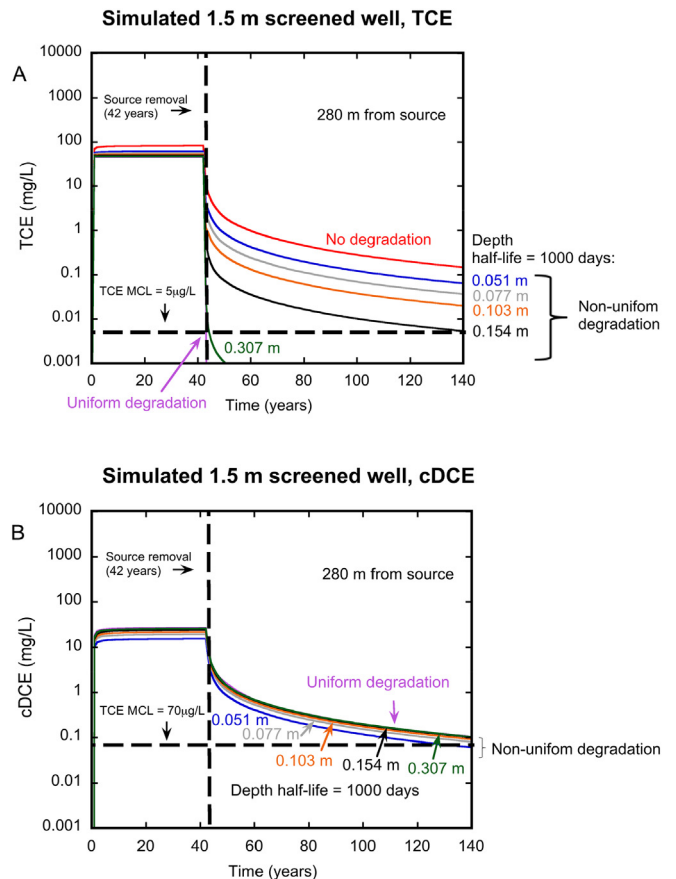 Simulated 1.5 m screened well, TCE
A
10000
1000
100
10
1
0.1
0.01
0.001
TCE (mg/L)
Source removal
(42 years)
280 m from source
No degradation
Depth
half-life = 1000 days:
0.051 m
0.077 m
0.103 m
0.154 m
Non-unifom
degradation
TCE MCL = 5µg/L
0.307 m
0 20 40 60 80 100 120 140
Uniform degradation
Time (years)
Simulated 1.5 m screened well, cDCE
B
10000
1000
100
10
1
0.1
0.01
0.001
cDCE (mg/L)
Source removal
(42 years)
280 m from source
Uniform degradation
TCE MCL = 70µg/L
0.051 m
0.077 m
0.103 m
0.154 m
0.307 m
Non-unifom degradation
Depth half-life = 1000 days
0 20 40 60 80 100 120 140
Time (years)